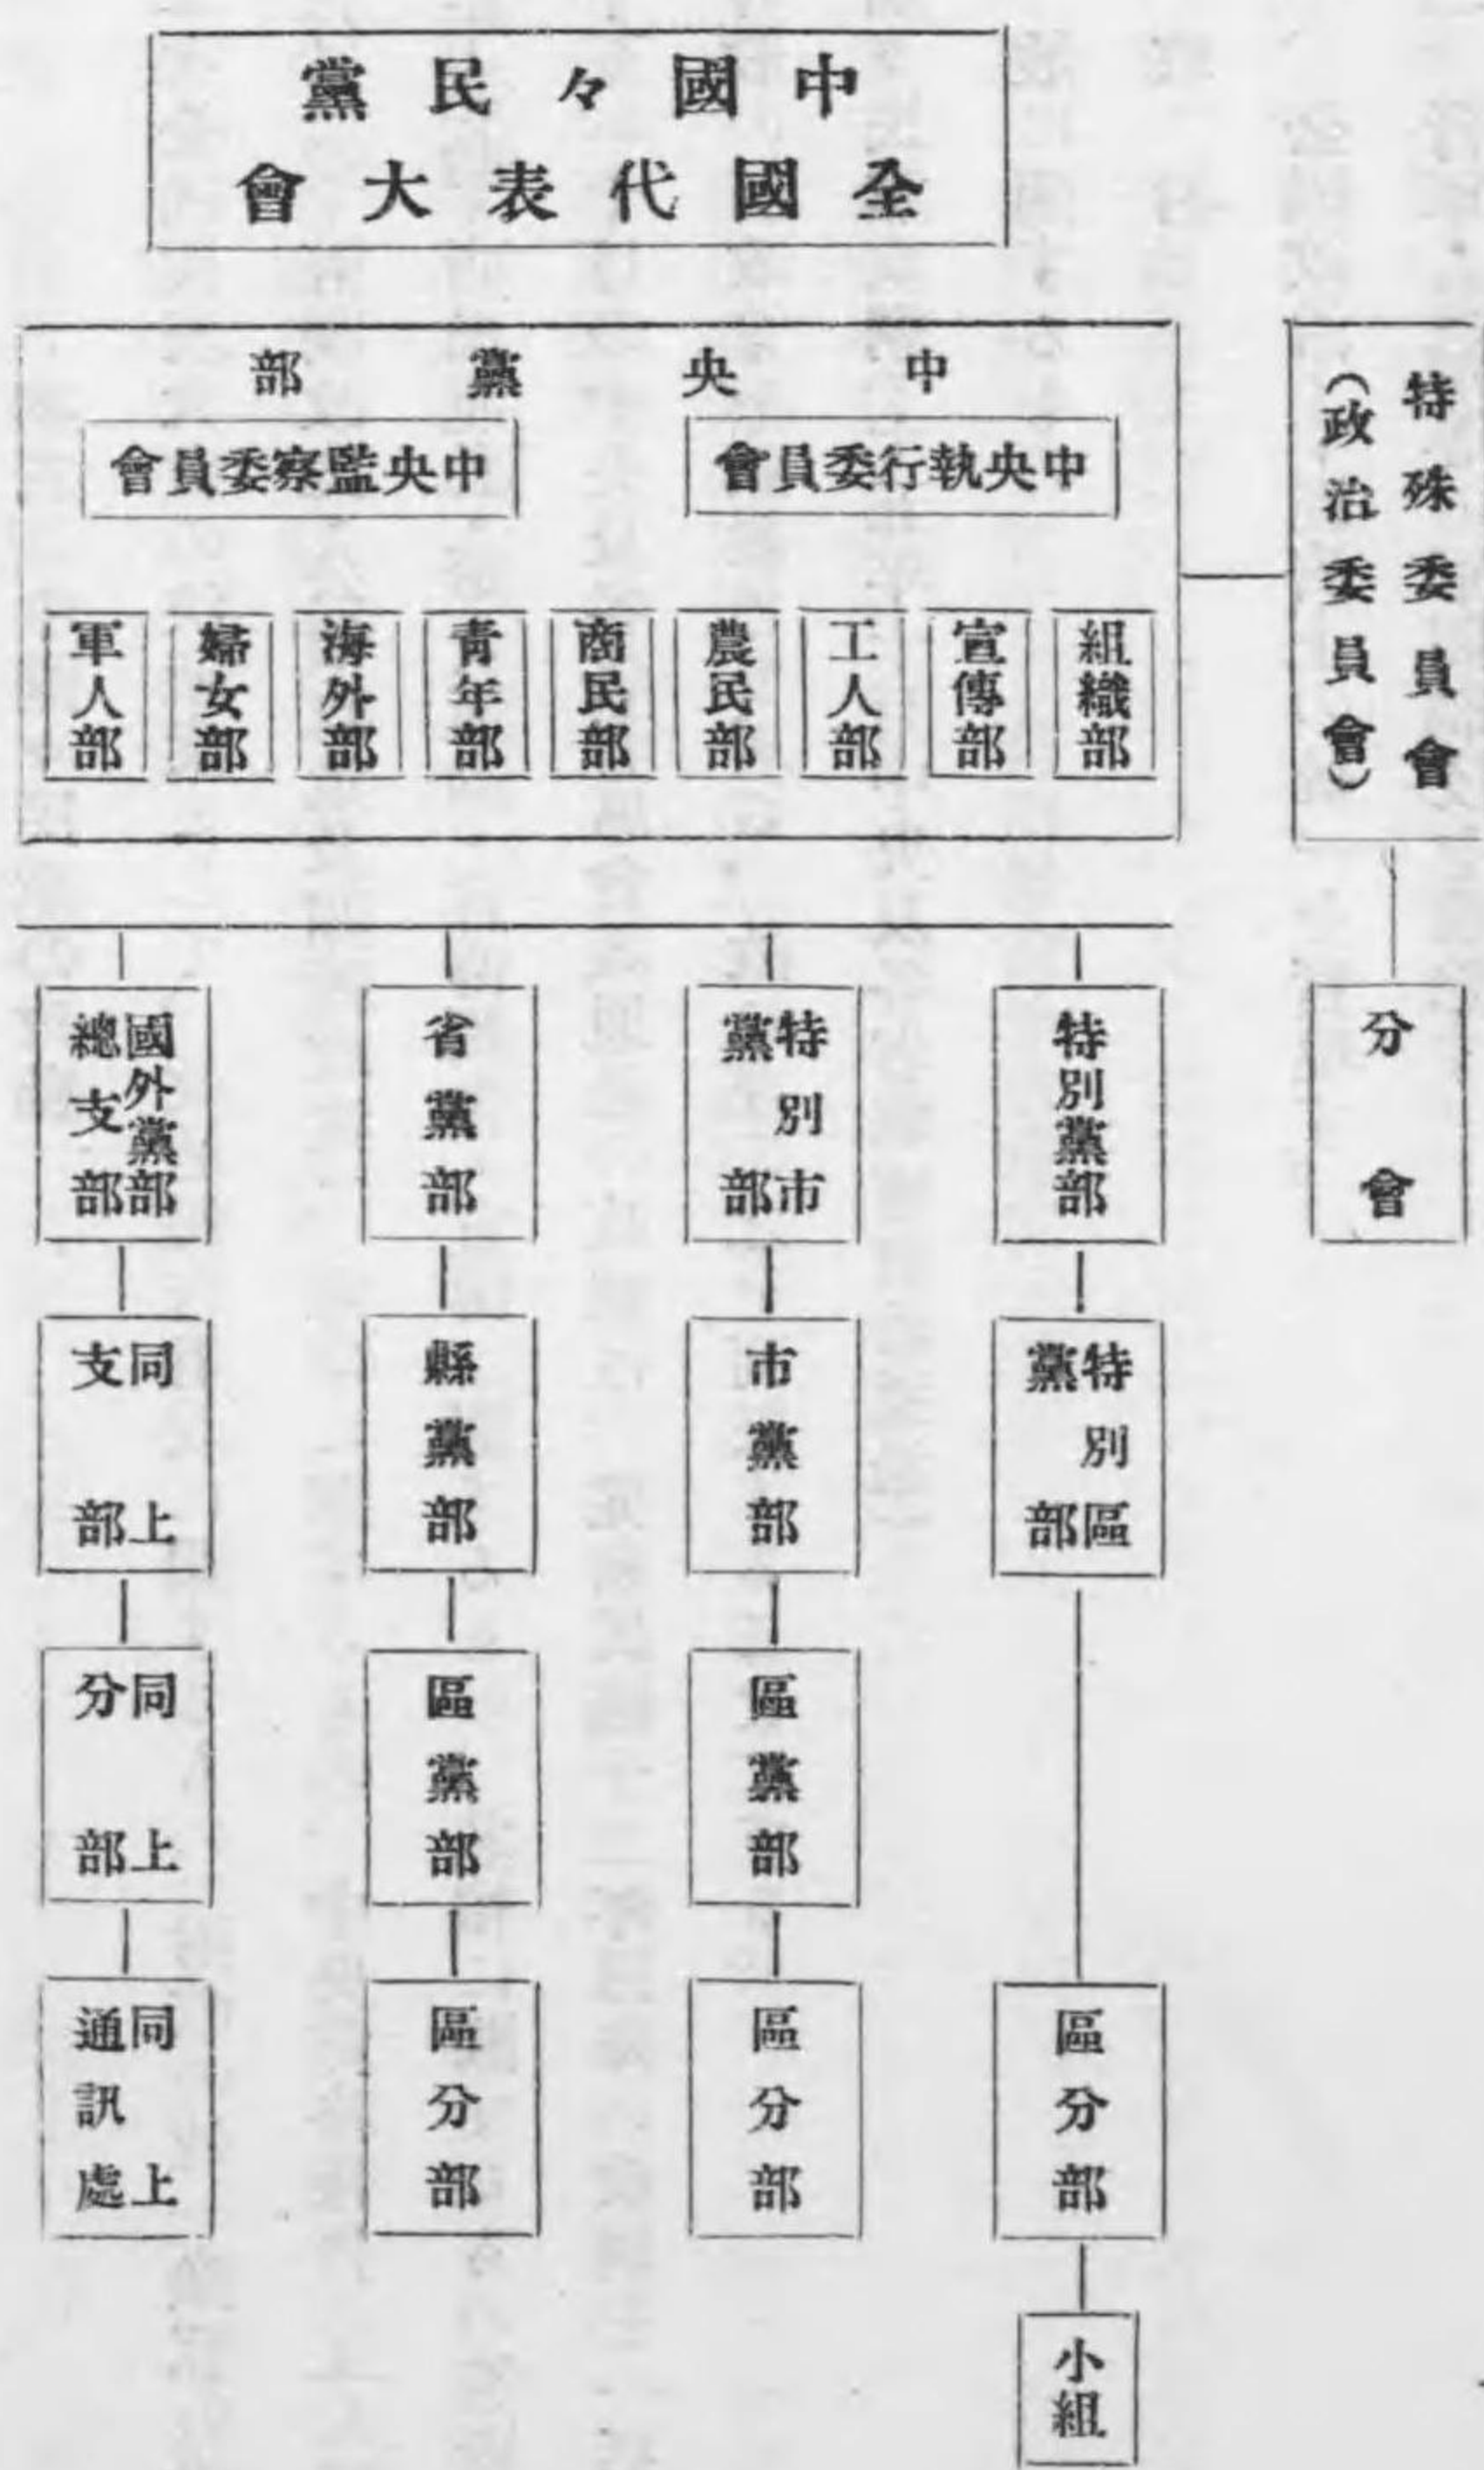 中國々民黨
全國代表大會
特殊委員會
（政治委員會）
中央黨部
中央執行委員會
中央監察委員會
組織部
宣傳部
工人部
農民部
商民部
青年部
海外部
婦女部
軍人部
分會
特別黨部
特別市
黨部
省黨部
國外黨部
總支部
特別區
黨部
市黨部
縣黨部
同上
支部
區黨部
區黨部
同上
分部
區分部
區分部
區分部
同上
通訊處
小組